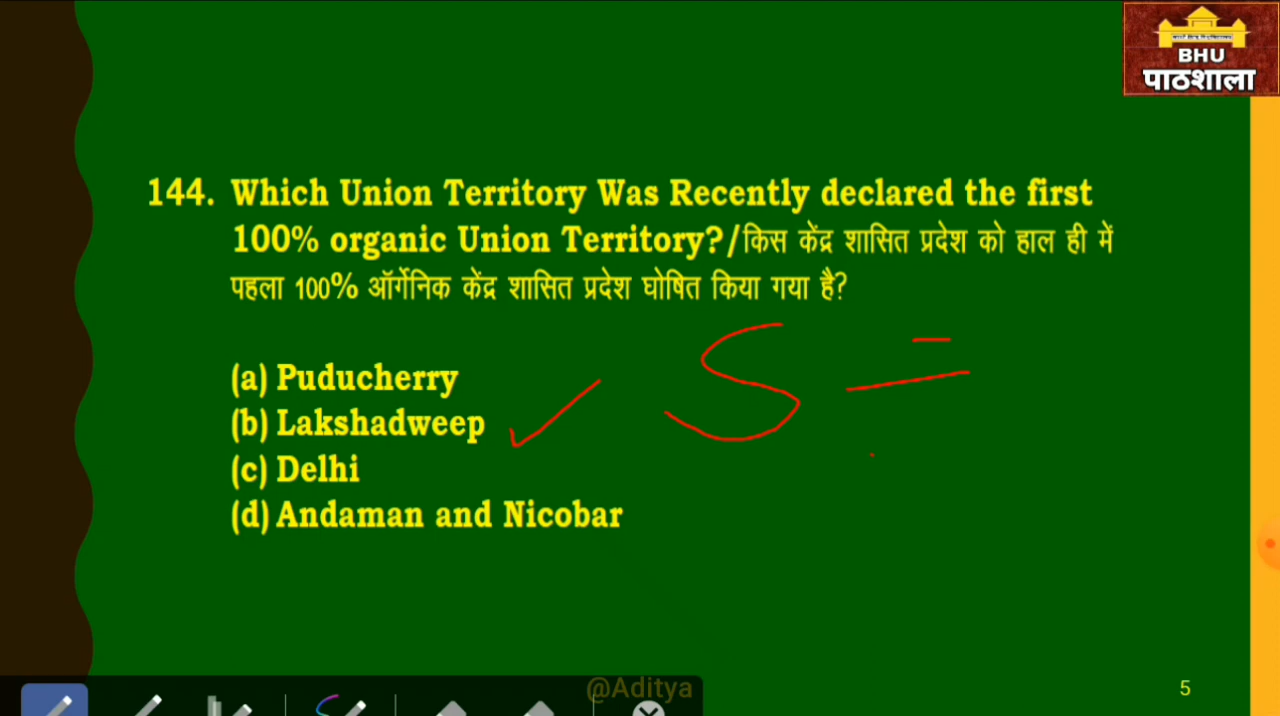 BHU
पाठशाला
144. Which Union Territory Was Recently declared the first
100% organic Union Territory?/किस केंद्र शासित प्रदेश को हाल ही में
पहला 100% ऑर्गेनिक केंद्र शासित प्रदेश घोषित किया गया है?
(a) Puducherry
(b) Lakshadweep
(c) Delhi
(d) Andaman and Nicobar
S
@Aditya
5